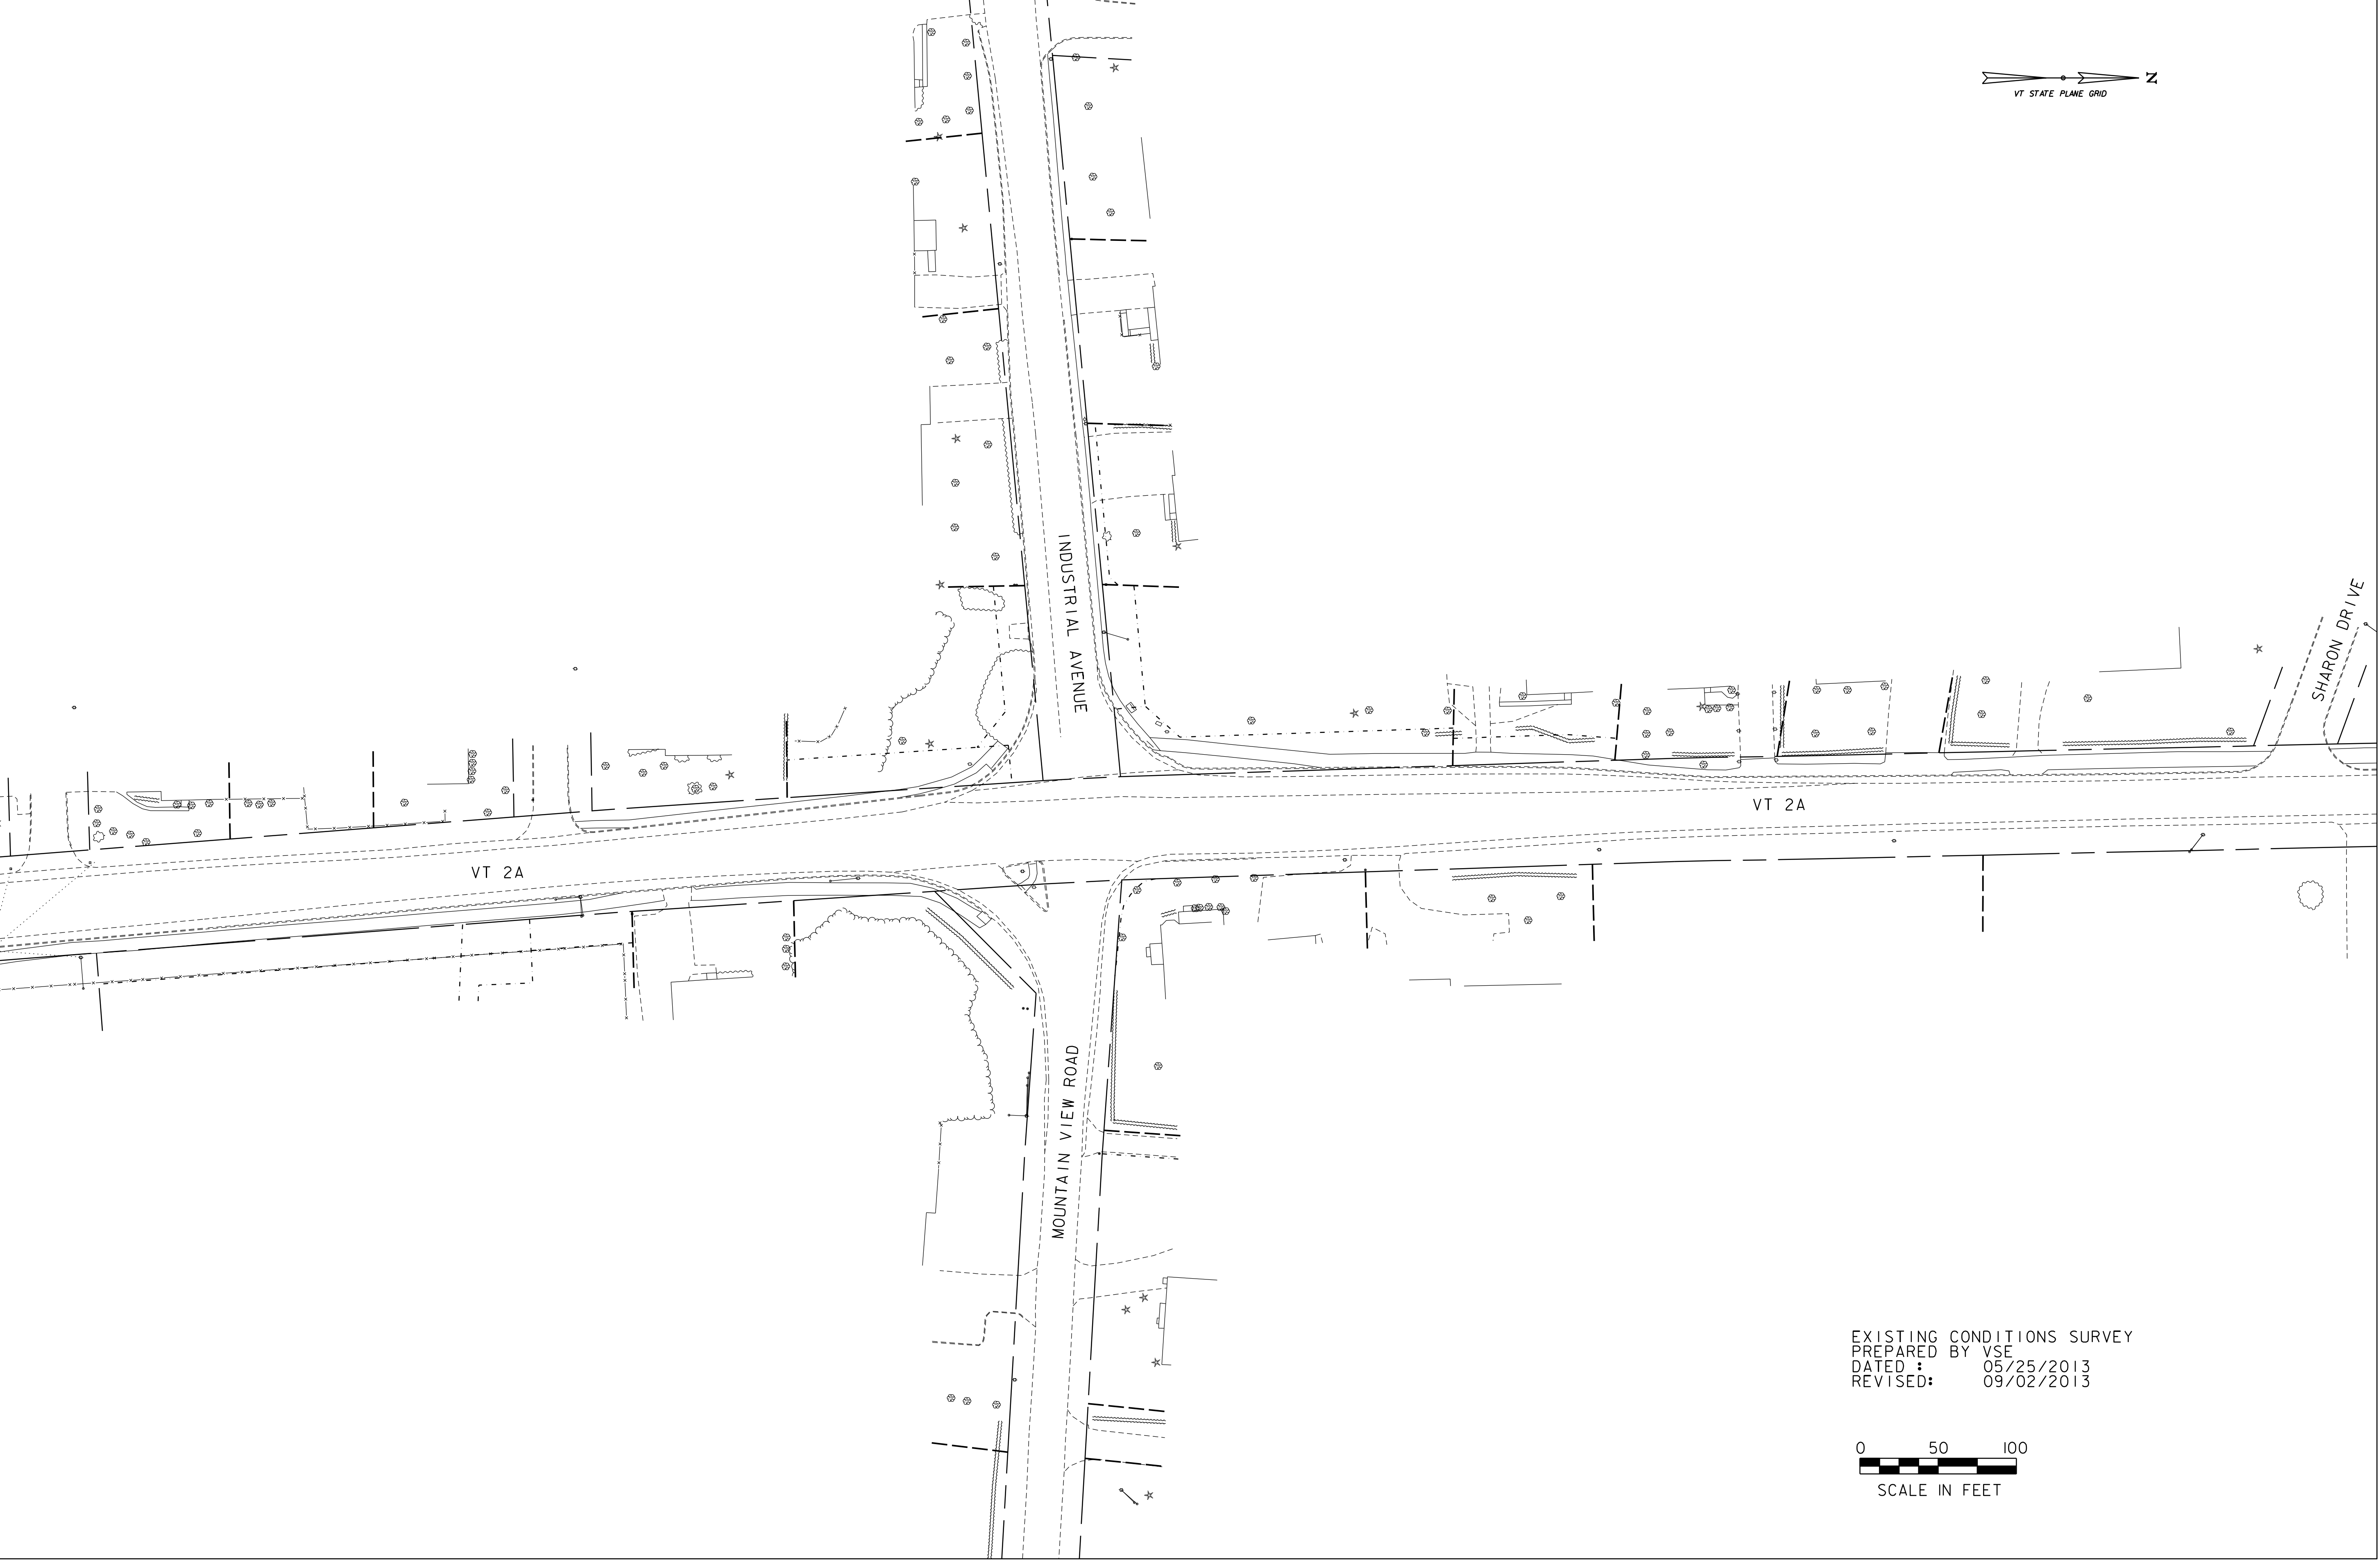 N
VT STATE PLANE GRID
INDUSTRIAL AVENUE
SHARON DRIVE
VT 2A
VT 2A
MOUNTAIN VIEW ROAD
EXISTING CONDITIONS SURVEY
PREPARED BY VSE
DATED : 05/25/2013
REVISED: 09/02/2013
0 50 100
SCALE IN FEET